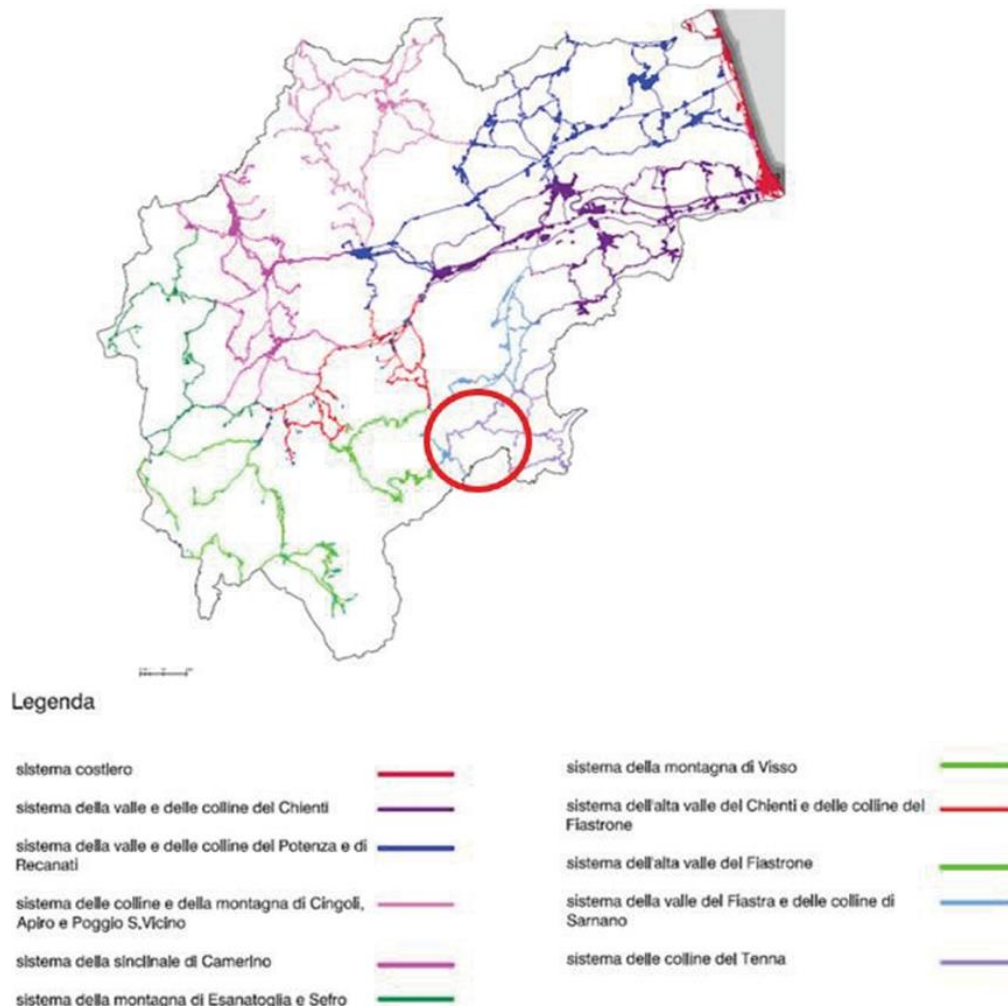 Legenda
sistema costiero
sistema della valle e delle colline del Chienti
sistema della valle e delle colline del Potenza e di
Recanati
sistema delle colline e della montagna di Cingoli,
Apiro e Poggio S.Vicino
sistema della sinclinale di Camerino
sistema della montagna di Esanatoglia e Sefro
sistema della montagna di Visso
sistema dell'alta valle del Chienti e delle colline del
Fiastrone
sistema dell'alta valle del Fiastrone
sistema della valle del Fiastra e delle colline di
Sarnano
sistema delle colline del Tenna